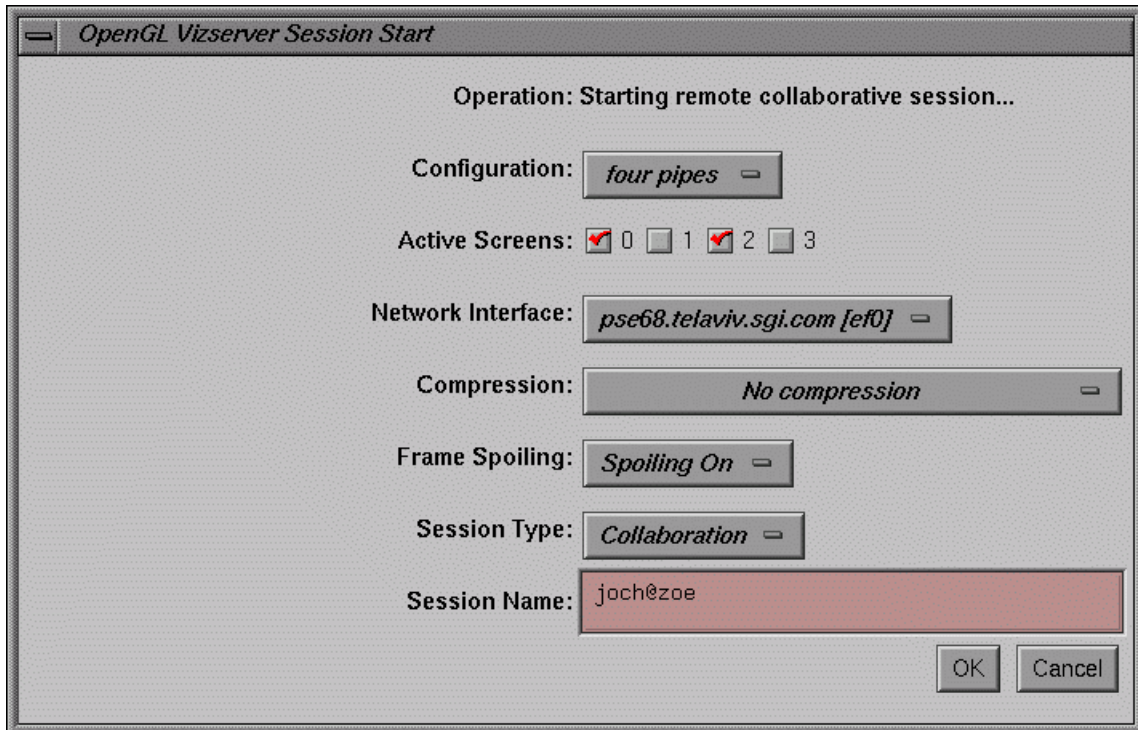 OpenGL Vizserver Session Start
Operation: Starting remote collaborative session...
Configuration: four pipes
Active Screens: 0 1 2 3
Network Interface: pse68.telaviv.sgi.com [ef0]
Compression: No compression
Frame Spoiling: Spoiling On
Session Type: Collaboration
Session Name: joch@zoe
OK Cancel